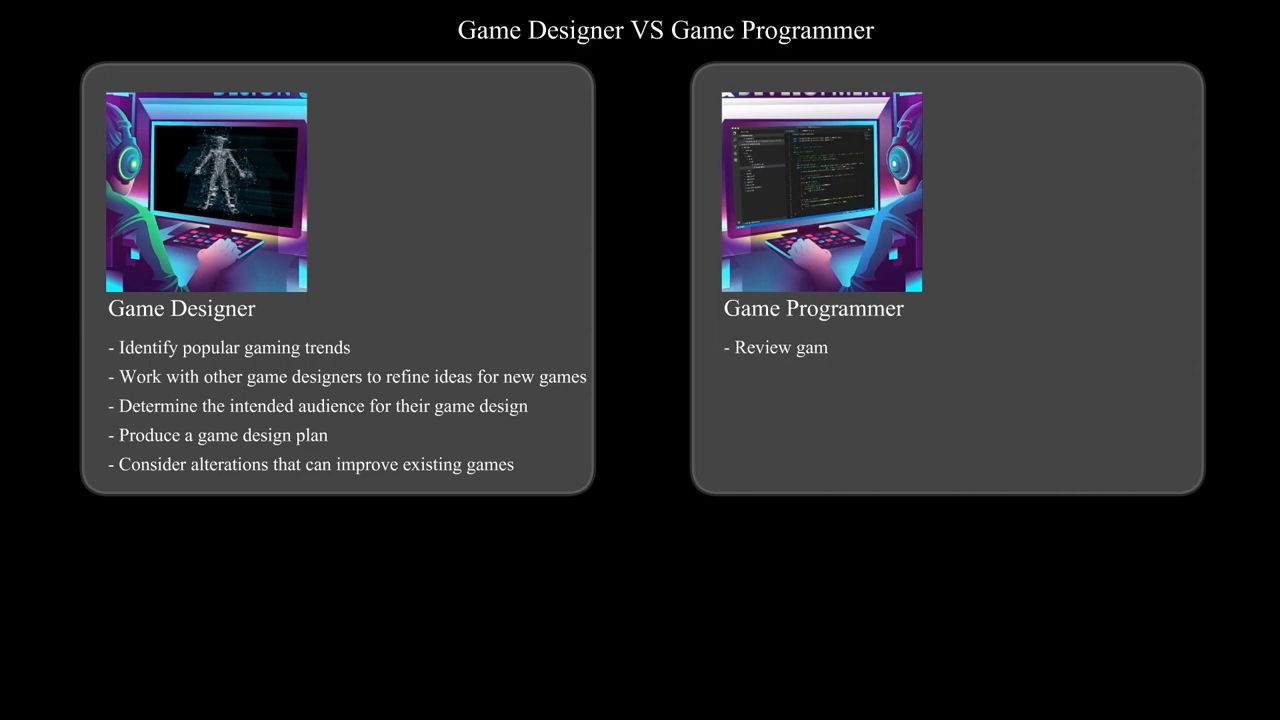 Game Designer VS Game Programmer
Game Designer
- Identify popular gaming trends
- Work with other game designers to refine ideas for new games
- Determine the intended audience for their game design
- Produce a game design plan
- Consider alterations that can improve existing games
DEVELOPMENT
Game Programmer
- Review gam